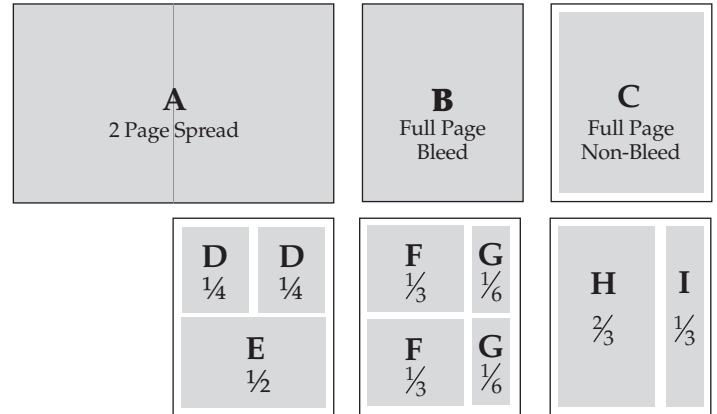 A
2 Page Spread
B
Full Page
Bleed
C
Full Page
Non-Bleed
D
¼
D
¼
E
½
F
⅓
G
⅙
F
⅓
G
⅙
H
⅔
I
⅓